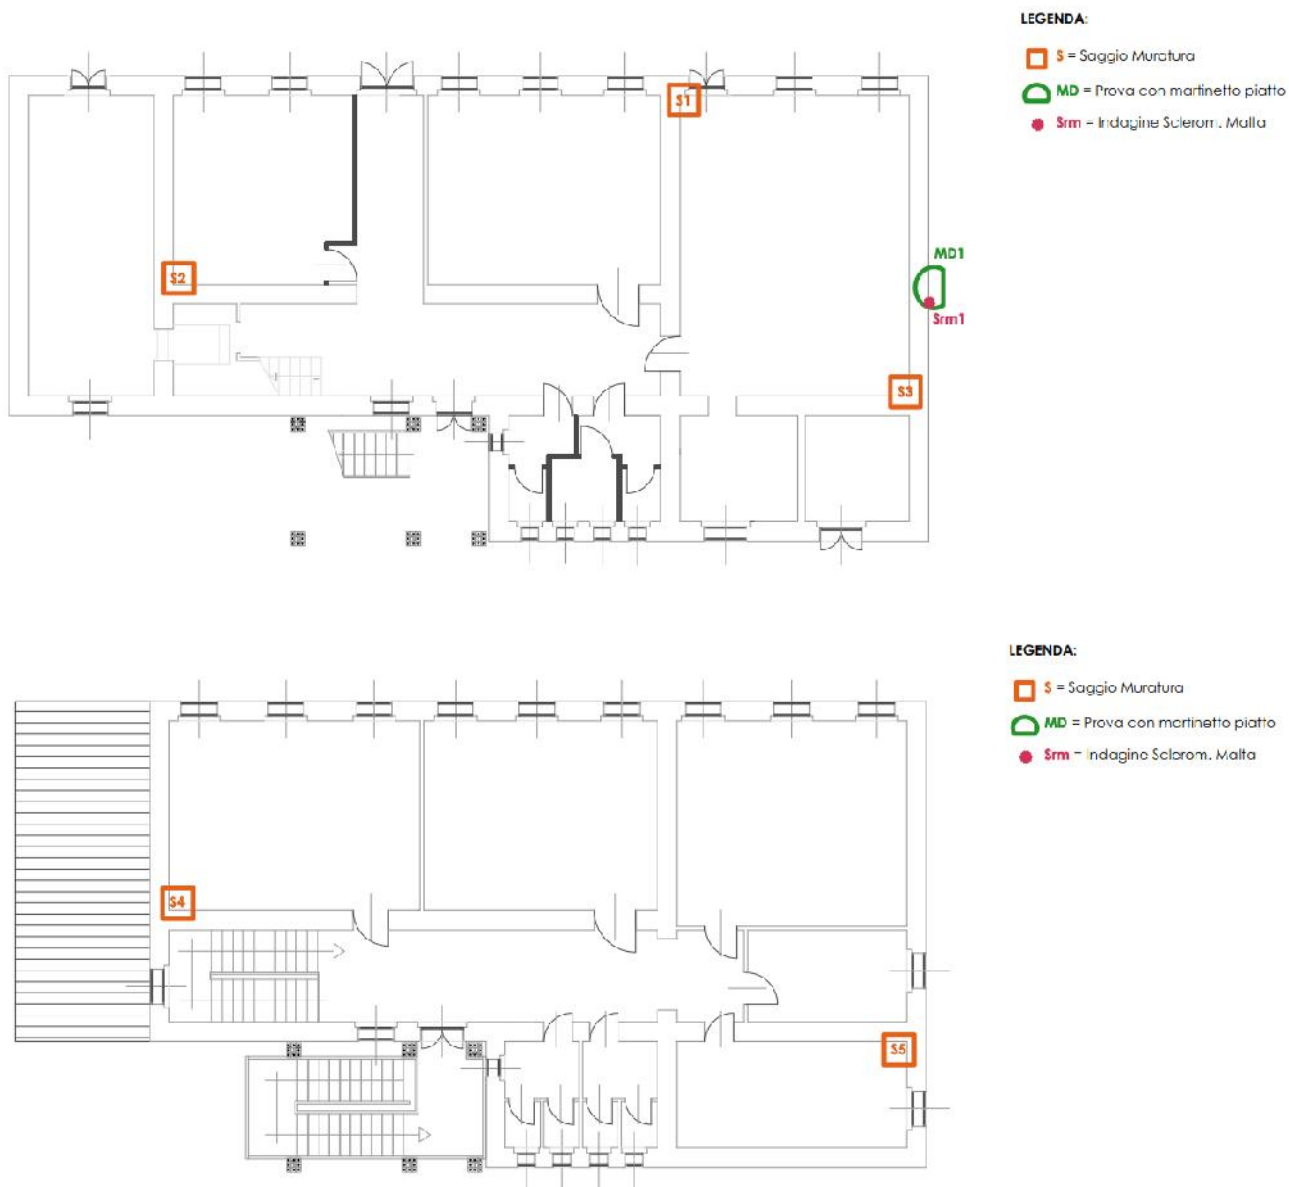 LEGENDA:
S = Saggio Muratura
MD = Prova con martinetto piatto
Srm = Indagine Sclerom. Malta
S1
S2
MD1
Srm1
S3
LEGENDA:
S = Saggio Muratura
MD = Prova con martinetto piatto
Srm = Indagine Sclerom. Malta
S4
S5